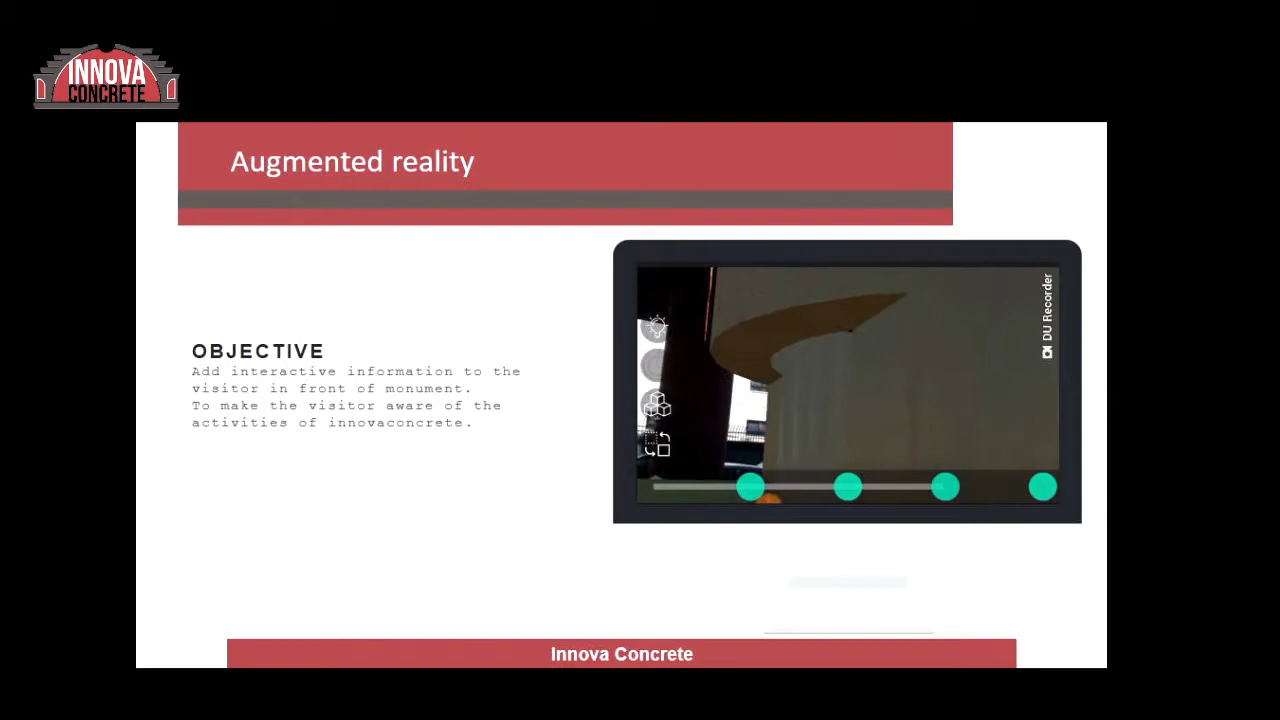 INNOVA
CONCRETE
Augmented reality
DU Recorder
OBJECTIVE
Add interactive information to the
visitor in front of monument.
To make the visitor aware of the
activities of innovaconcrete.
Innova Concrete